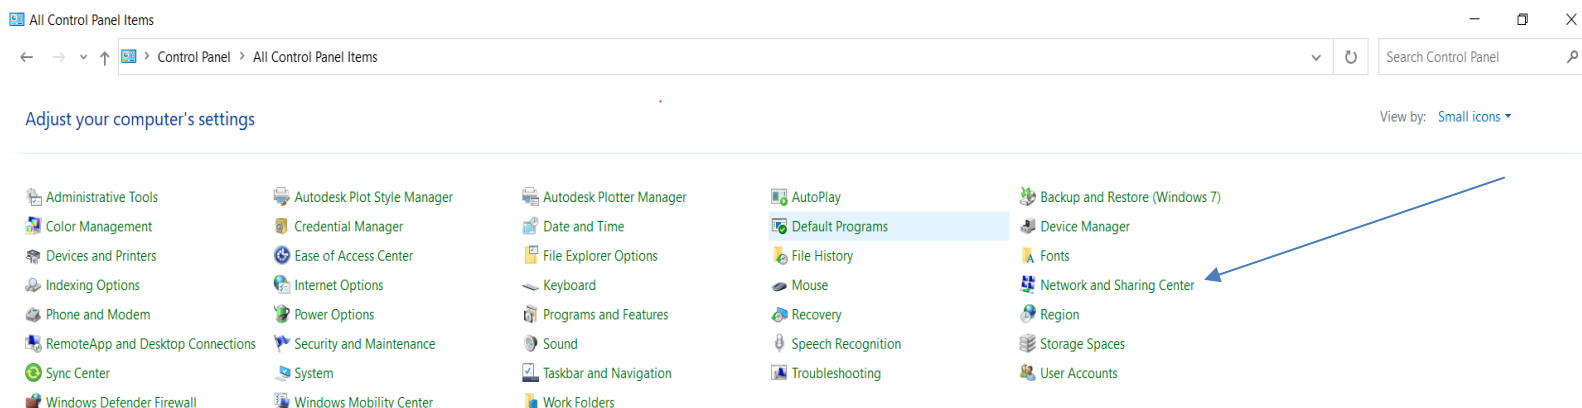 All Control Panel Items
Control Panel > All Control Panel Items
Search Control Panel
Adjust your computer's settings
View by: Small icons
Administrative Tools
Autodesk Plot Style Manager
Autodesk Plotter Manager
AutoPlay
Backup and Restore (Windows 7)
Color Management
Credential Manager
Date and Time
Default Programs
Device Manager
Devices and Printers
Ease of Access Center
File Explorer Options
File History
Fonts
Indexing Options
Internet Options
Keyboard
Mouse
Network and Sharing Center
Phone and Modem
Power Options
Programs and Features
Recovery
Region
RemoteApp and Desktop Connections
Security and Maintenance
Sound
Speech Recognition
Storage Spaces
Sync Center
System
Taskbar and Navigation
Troubleshooting
User Accounts
Windows Defender Firewall
Windows Mobility Center
Work Folders